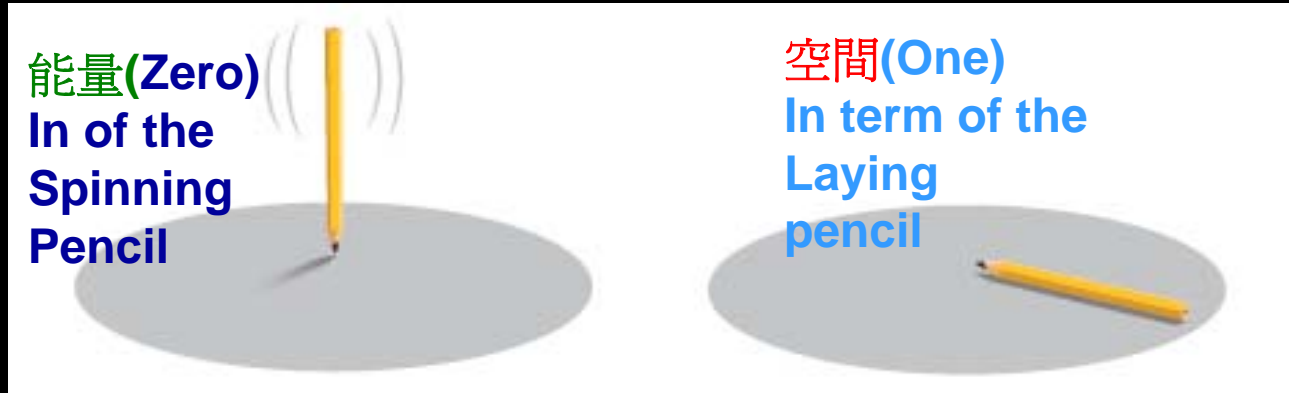 能量(Zero)
In of the
Spinning
Pencil
空間(One)
In term of the
Laying
pencil